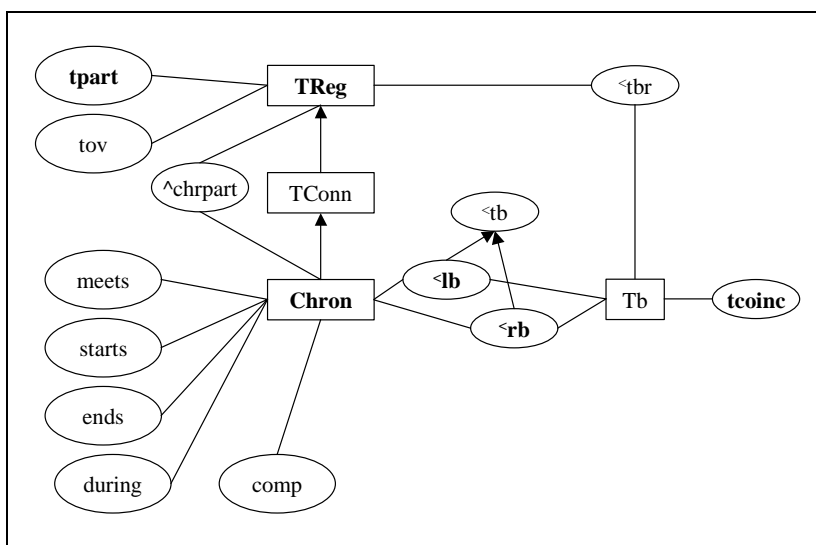 tpart
TReg
<tbr
tov
^chrpart
TConn
<tb
meets
<lb
Chron
Tb
tcoinc
<rb
starts
ends
during
comp